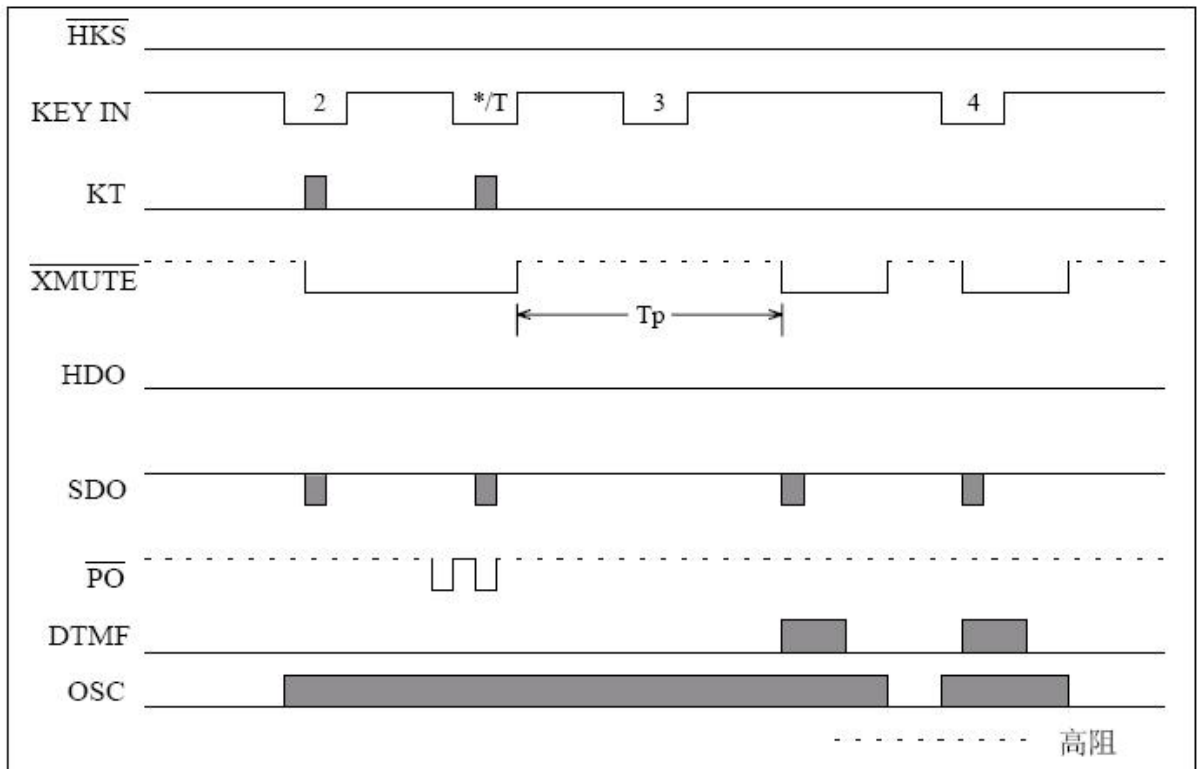 HKS
KEY IN
2
*/T
3
4
KT
XMUTE
Tp
HDO
SDO
PO
DTMF
OSC
高阻